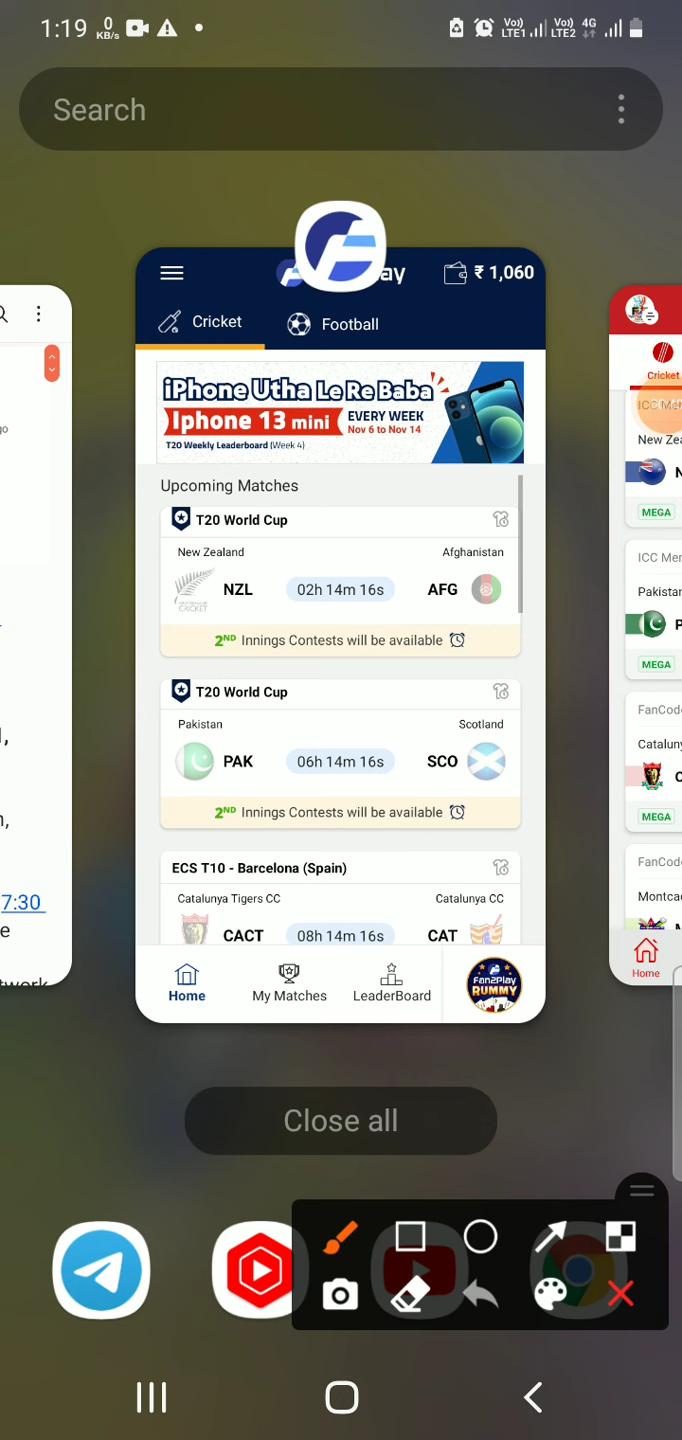 1:19 0 KB/s Vo) LTE1 Vo) LTE2 4G
Search
ay ₹ 1,060
Cricket Football
Cricket
iPhone Utha Le Re Baba
Iphone 13 mini EVERY WEEK
Nov 6 to Nov 14
T20 Weekly Leaderboard (Week 4)
go
New Zea
Upcoming Matches
T20 World Cup
New Zealand Afghanistan
NZL 02h 14m 16s AFG
2ND Innings Contests will be available
MEGA
ICC Mer
Pakistan
T20 World Cup
Pakistan Scotland
PAK 06h 14m 16s SCO
2ND Innings Contests will be available
MEGA
FanCode
Cataluny
MEGA
ECS T10 - Barcelona (Spain)
Catalunya Tigers CC Catalunya CC
CACT 08h 14m 16s CAT
FanCode
Montcad
7:30
Home My Matches LeaderBoard
Fan2Play
RUMMY
Home
Close all